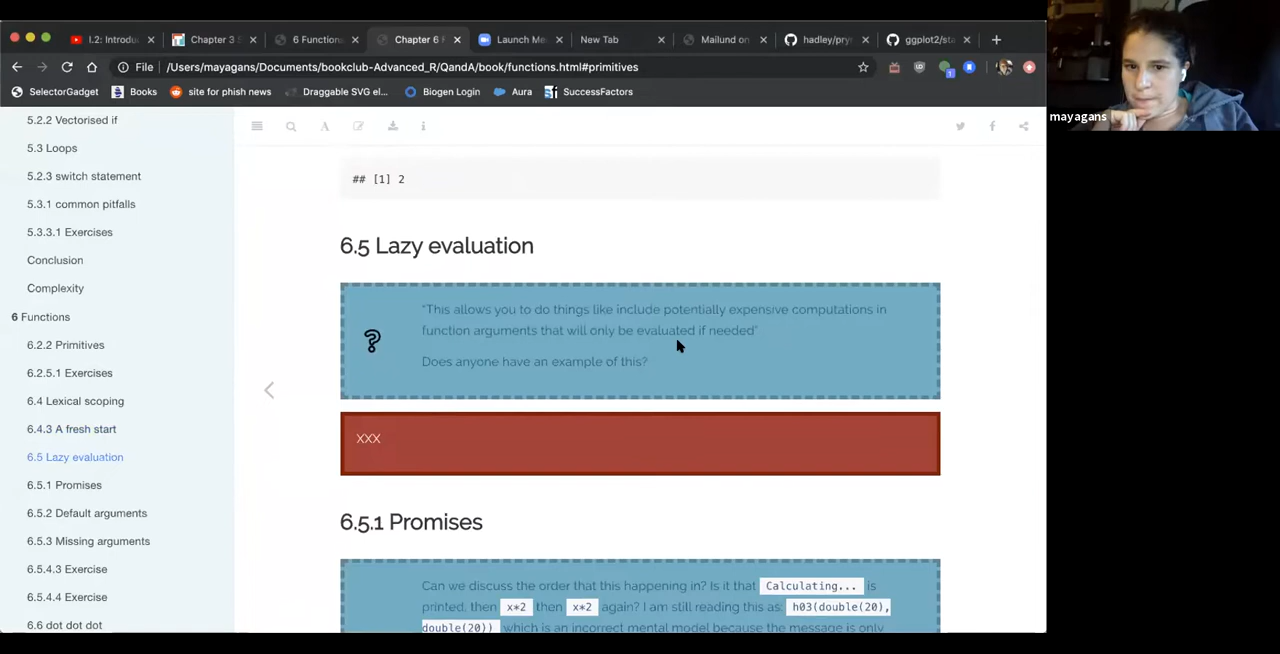 I.2: Introdu
Chapter 3 S
6 Function
Chapter 6 F
Launch Me
New Tab
Mailund on
hadley/pry
ggplot2/sta
File
/Users/mayagans/Documents/bookclub-Advanced_R/QandA/book/functions.html#primitives
SelectorGadget
Books
site for phish news
Draggable SVG el...
Biogen Login
Aura
SuccessFactors
mayagans
5.2.2 Vectorised if
5.3 Loops
5.2.3 switch statement
5.3.1 common pitfalls
5.3.3.1 Exercises
Conclusion
Complexity
6 Functions
6.2.2 Primitives
6.2.5.1 Exercises
6.4 Lexical scoping
6.4.3 A fresh start
6.5 Lazy evaluation
6.5.1 Promises
6.5.2 Default arguments
6.5.3 Missing arguments
6.5.4.3 Exercise
6.5.4.4 Exercise
6.6 dot dot dot
## [1] 2
6.5 Lazy evaluation
?
"This allows you to do things like include potentially expensive computations in
function arguments that will only be evaluated if needed"
Does anyone have an example of this?
XXX
6.5.1 Promises
Can we discuss the order that this happening in? Is it that Calculating... is
printed, then x*2 then x*2 again? I am still reading this as: h03(double(20),
double(20)) which is an incorrect mental model because the message is only